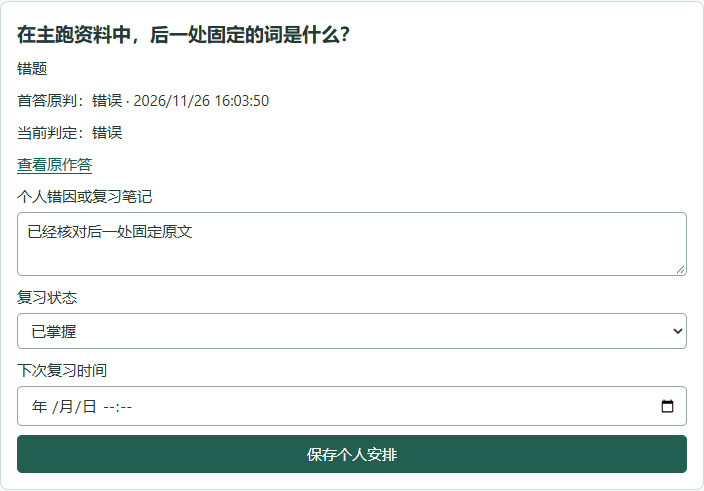 在主跑资料中，后一处固定的词是什么？
错题
首答原判：错误 · 2026/11/26 16:03:50
当前判定：错误
查看原作答
个人错因或复习笔记
已经核对后一处固定原文
复习状态
已掌握
下次复习时间
年 /月/日 --:--
保存个人安排